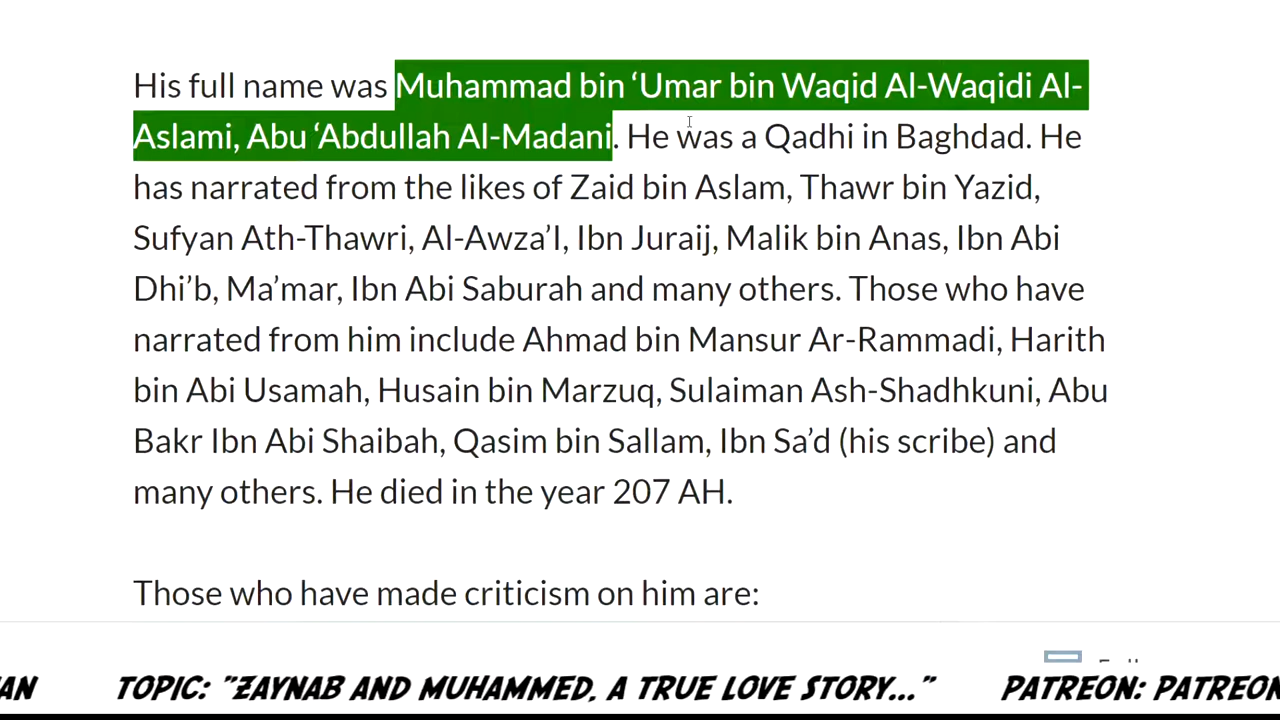 His full name was Muhammad bin ‘Umar bin Waqid Al-Waqidi Al-
Aslami, Abu ‘Abdullah Al-Madani. He was a Qadhi in Baghdad. He
has narrated from the likes of Zaid bin Aslam, Thawr bin Yazid,
Sufyan Ath-Thawri, Al-Awza’I, Ibn Juraij, Malik bin Anas, Ibn Abi
Dhi’b, Ma’mar, Ibn Abi Saburah and many others. Those who have
narrated from him include Ahmad bin Mansur Ar-Rammadi, Harith
bin Abi Usamah, Husain bin Marzuq, Sulaiman Ash-Shadhkuni, Abu
Bakr Ibn Abi Shaibah, Qasim bin Sallam, Ibn Sa’d (his scribe) and
many others. He died in the year 207 AH.
Those who have made criticism on him are:
AN TOPIC: "ZAYNAB AND MUHAMMED, A TRUE LOVE STORY..." PATREON: PATREON